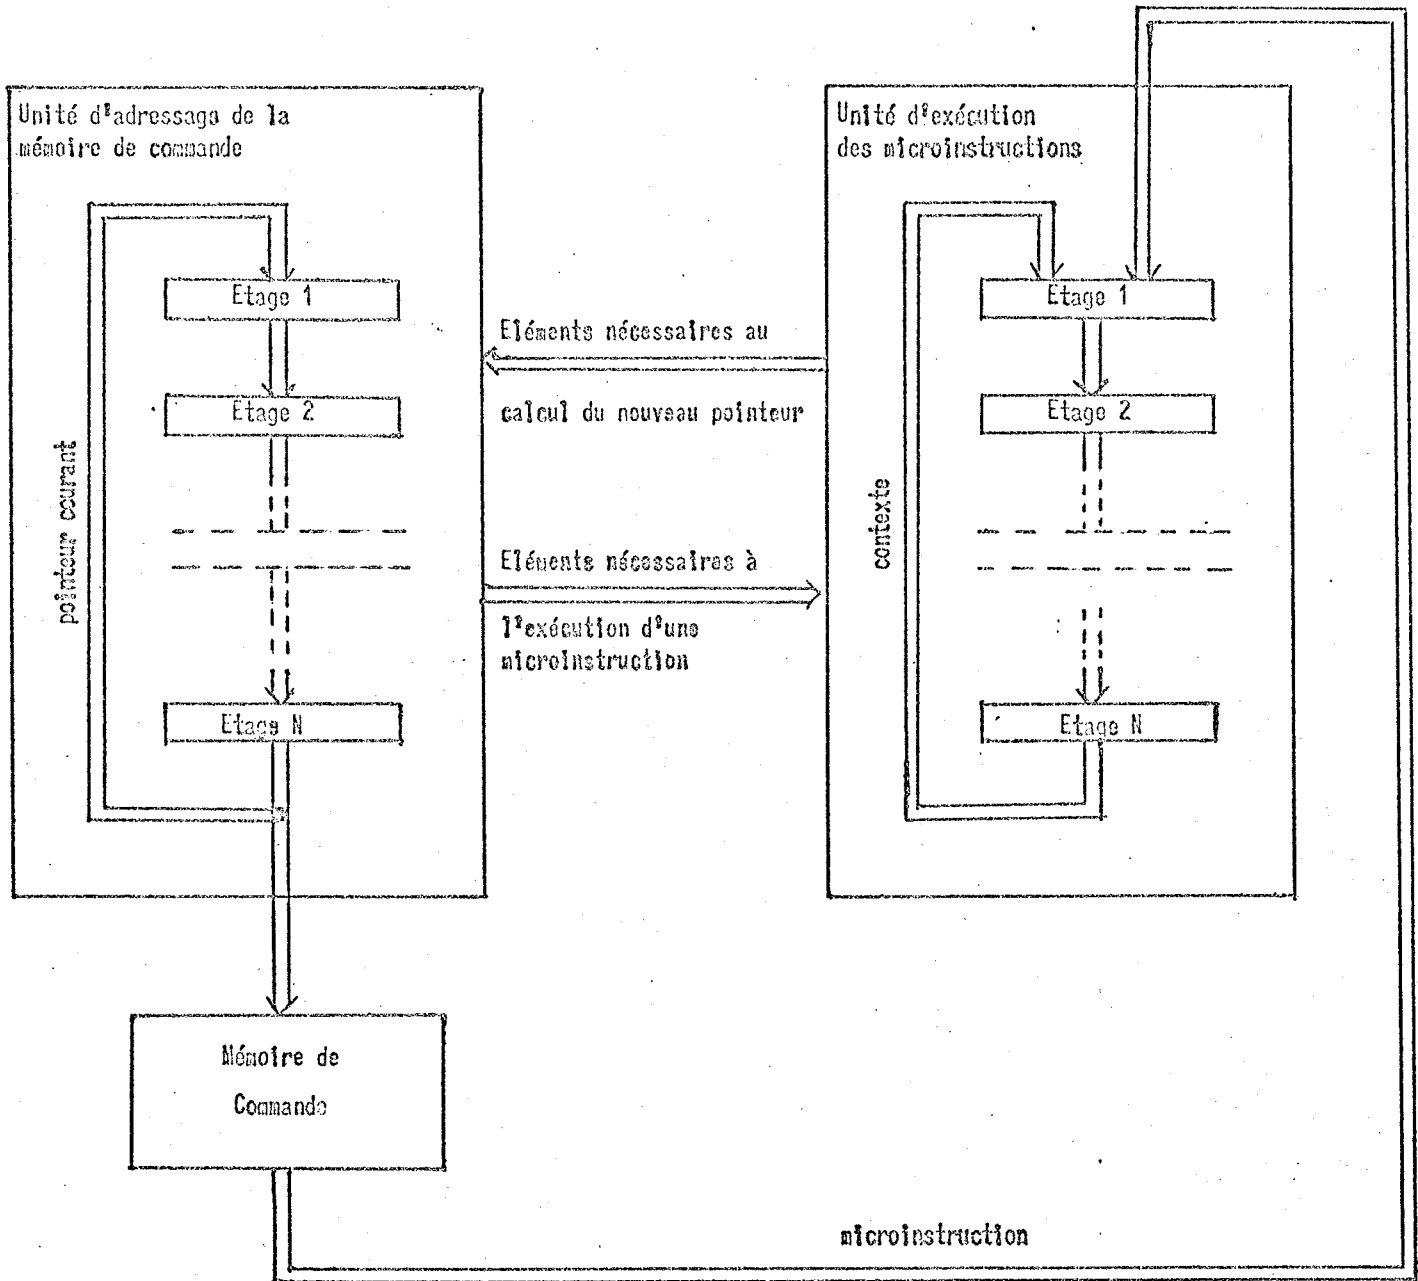 Unité d'adressage de la
mémoire de commande
Etage 1
Etage 2
pointeur courant
Etage N
Eléments nécessaires au
calcul du nouveau pointeur
Eléments nécessaires à
l'exécution d'une
microinstruction
Unité d'exécution
des microinstructions
Etage 1
Etage 2
contexte
Etage N
Mémoire de
Commande
microinstruction